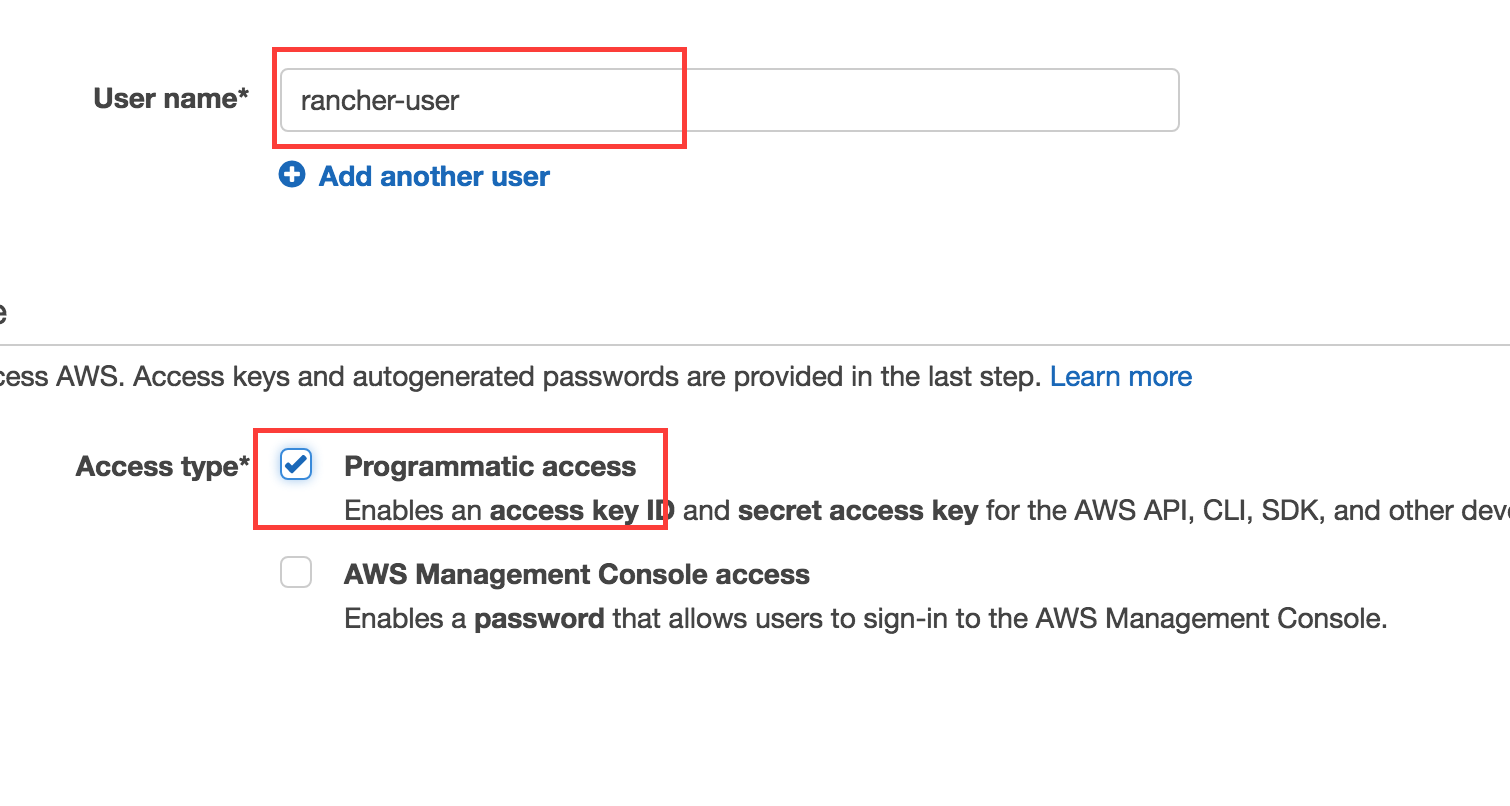 User name*
rancher-user
Add another user
cess AWS. Access keys and autogenerated passwords are provided in the last step. Learn more
Access type*
Programmatic access
Enables an access key ID and secret access key for the AWS API, CLI, SDK, and other
AWS Management Console access
Enables a password that allows users to sign-in to the AWS Management Console.